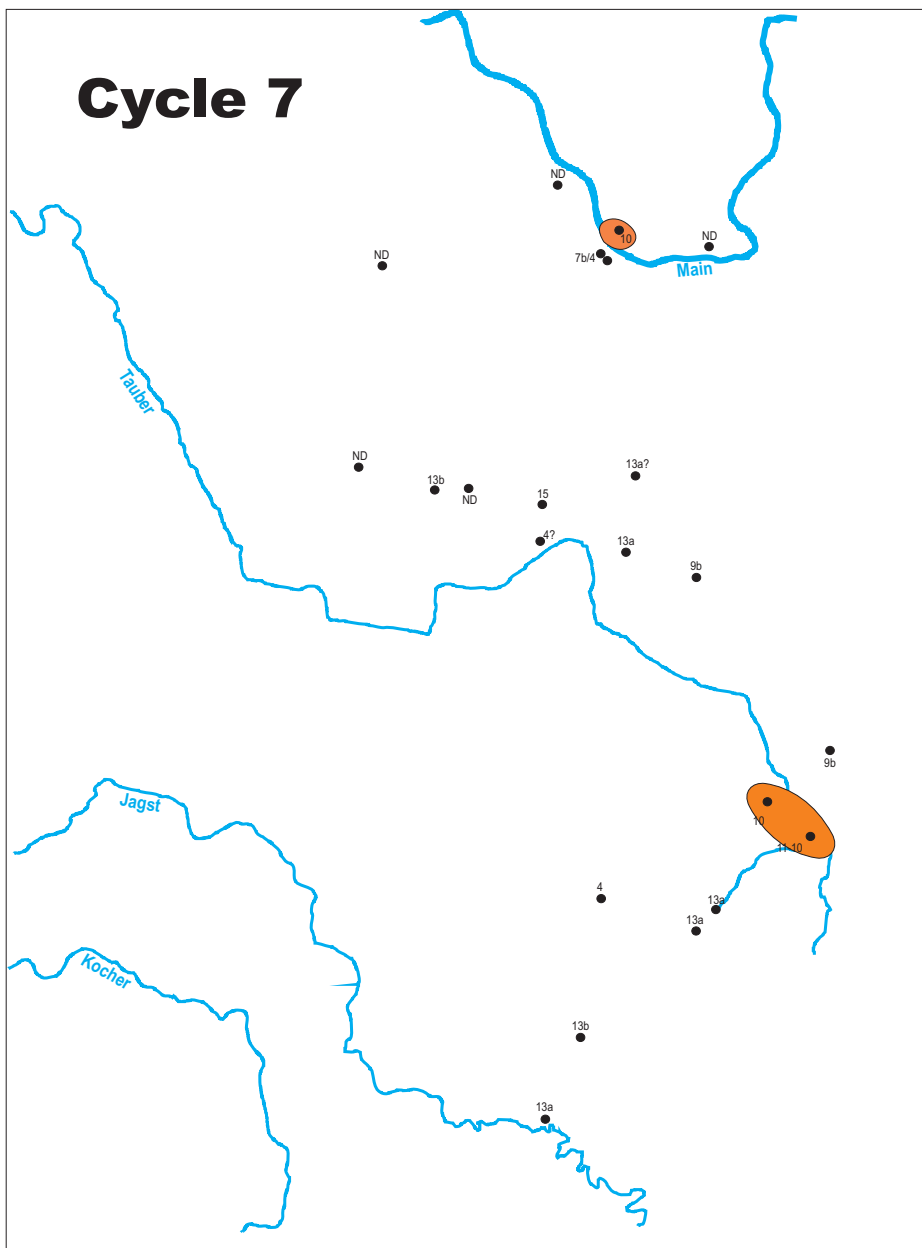 Cycle 7
ND
10
ND
7b/4
Main
ND
Tauber
ND
13b
ND
15
13a?
4?
13a
9b
9b
Jagst
10
11-10
4
13a
13a
Kocher
13b
13a